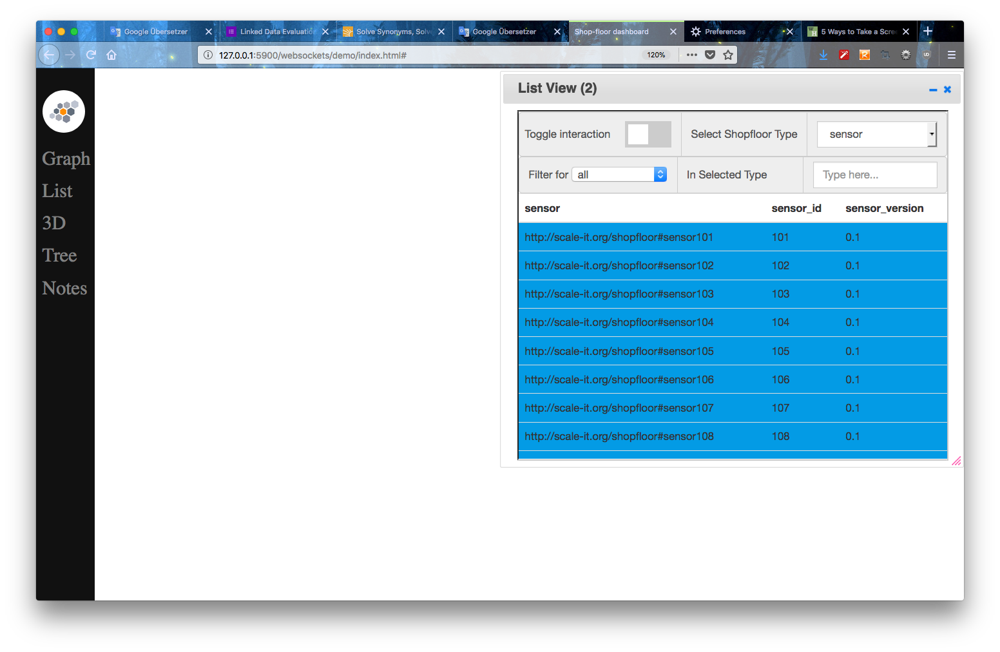 Google Übersetzer
Linked Data Evaluation
Solve Synonyms, Solv
Google Übersetzer
Shop-floor dashboard
Preferences
5 Ways to Take a Scre
127.0.0.1:5900/websockets/demo/index.html#
120%
List View (2)
Graph
List
3D
Tree
Notes
Toggle interaction
Select Shopfloor Type
sensor
Filter for
all
In Selected Type
Type here...
sensor sensor_id sensor_version
http://scale-it.org/shopfloor#sensor101 101 0.1
http://scale-it.org/shopfloor#sensor102 102 0.1
http://scale-it.org/shopfloor#sensor103 103 0.1
http://scale-it.org/shopfloor#sensor104 104 0.1
http://scale-it.org/shopfloor#sensor105 105 0.1
http://scale-it.org/shopfloor#sensor106 106 0.1
http://scale-it.org/shopfloor#sensor107 107 0.1
http://scale-it.org/shopfloor#sensor108 108 0.1